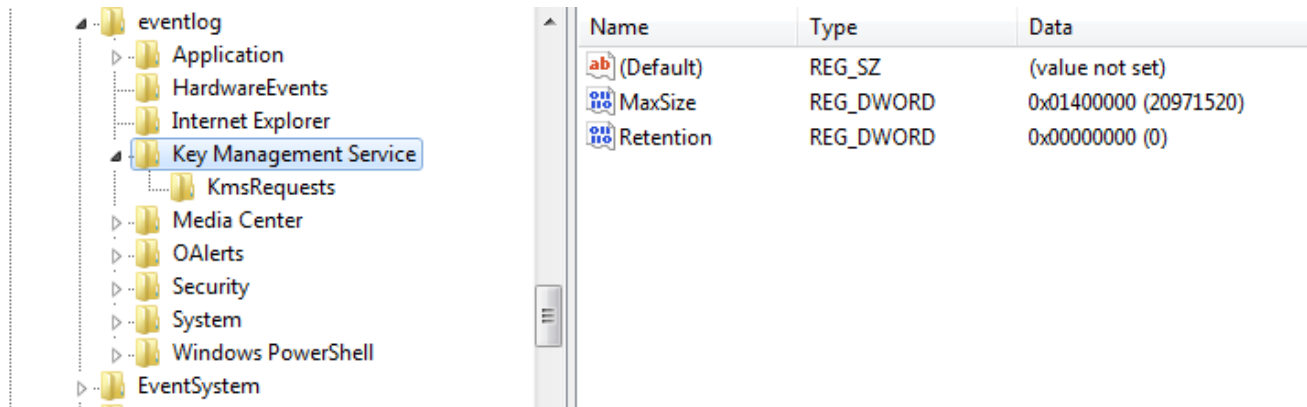 eventlog
Application
HardwareEvents
Internet Explorer
Key Management Service
KmsRequests
Media Center
OAlerts
Security
System
Windows PowerShell
EventSystem
Name Type Data
(Default) REG_SZ (value not set)
MaxSize REG_DWORD 0x01400000 (20971520)
Retention REG_DWORD 0x00000000 (0)